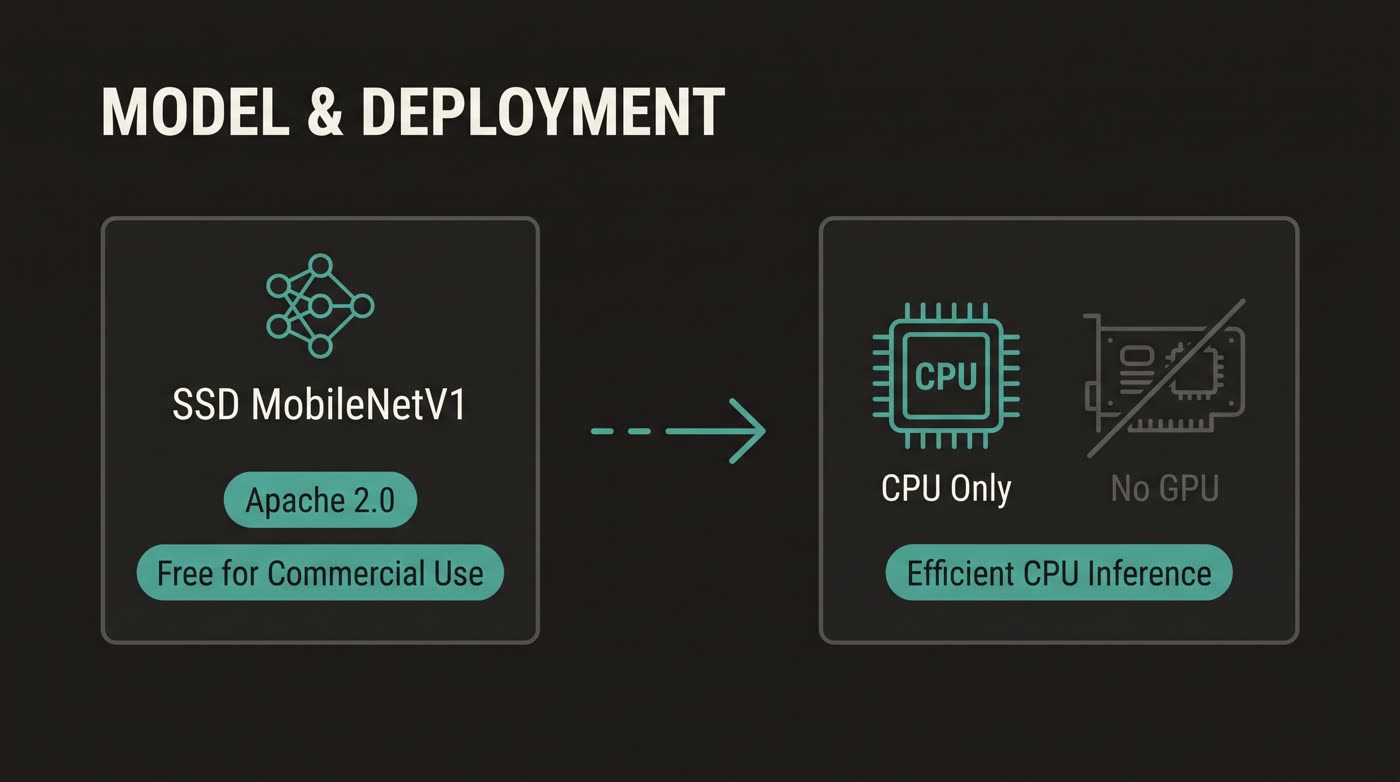 MODEL & DEPLOYMENT
SSD MobileNetV1
Apache 2.0
Free for Commercial Use
CPU
CPU Only
No GPU
Efficient CPU Inference